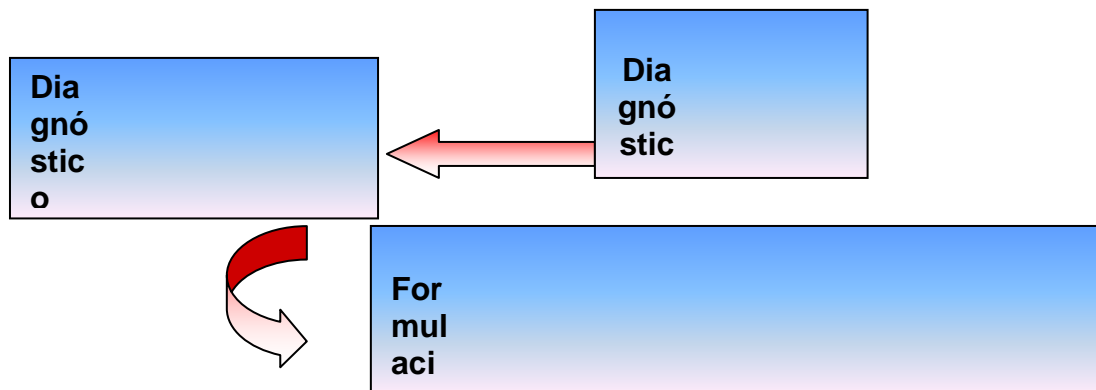 Dia
gnó
stic
o
Dia
gnó
stic
For
mul
aci